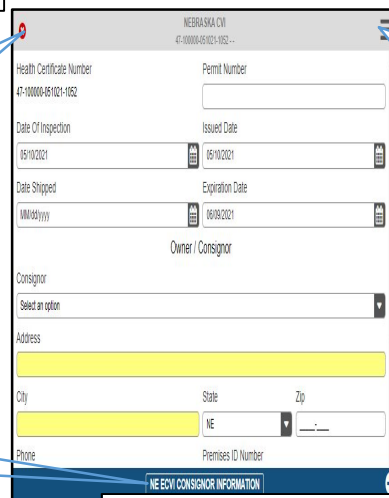 NEBRASKA CVI
47-100000-051021-1052 --
Health Certificate Number
Permit Number
47-100000-051021-1052
Date Of Inspection
Issued Date
05/10/2021
05/10/2021
Date Shipped
Expiration Date
MM/dd/yyyy
06/09/2021
Owner / Consignor
Consignor
Select an option
Address
City
State
Zip
NE
_____-____
Phone
Premises ID Number
NE ECVI CONSIGNOR INFORMATION